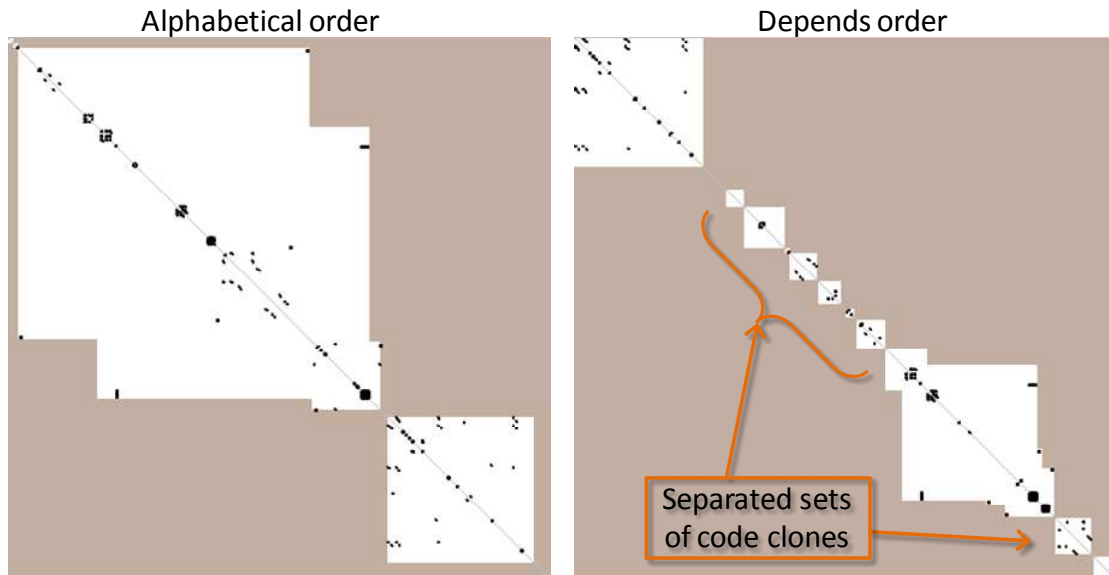 Alphabetical order
Depends order
Separated sets
of code clones